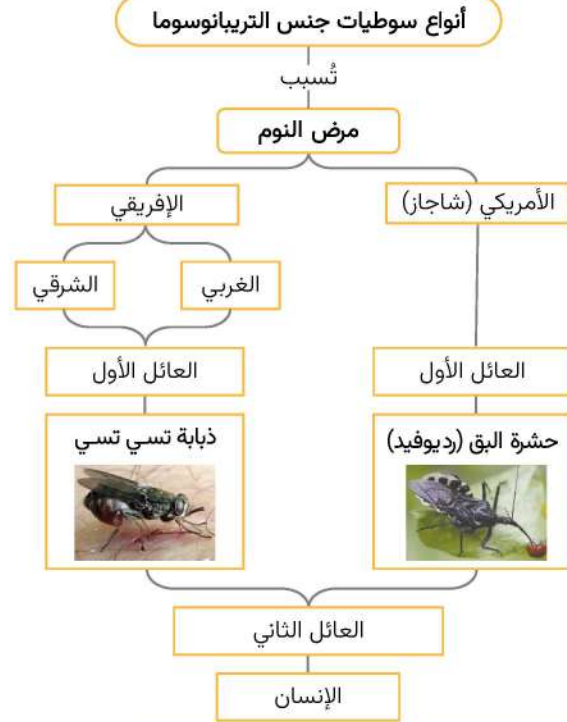 أنواع سوطيات جنس التريبانوسوما
تُسبب
مرض النوم
الأمريكي (شاجاز)
الإفريقي
الغربي
الشرقي
العائل الأول
العائل الأول
حشرة البق (رديوفيد)
ذبابة تسي تسي
العائل الثاني
الإنسان